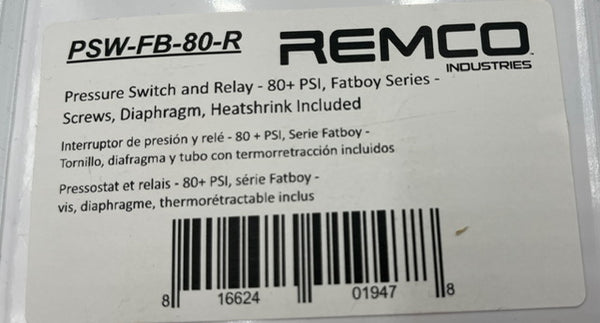 PSW-FB-80-R
REMCO
INDUSTRIES
Pressure Switch and Relay - 80+ PSI, Fatboy Series -
Screws, Diaphragm, Heatshrink Included
Interruptor de presión y relé - 80 + PSI, Serie Fatboy -
Tornillo, diafragma y tubo con termorretracción incluidos
Pressostat et relais - 80+ PSI, série Fatboy -
vis, diaphragme, thermorétractable inclus
8 16624 01947 8